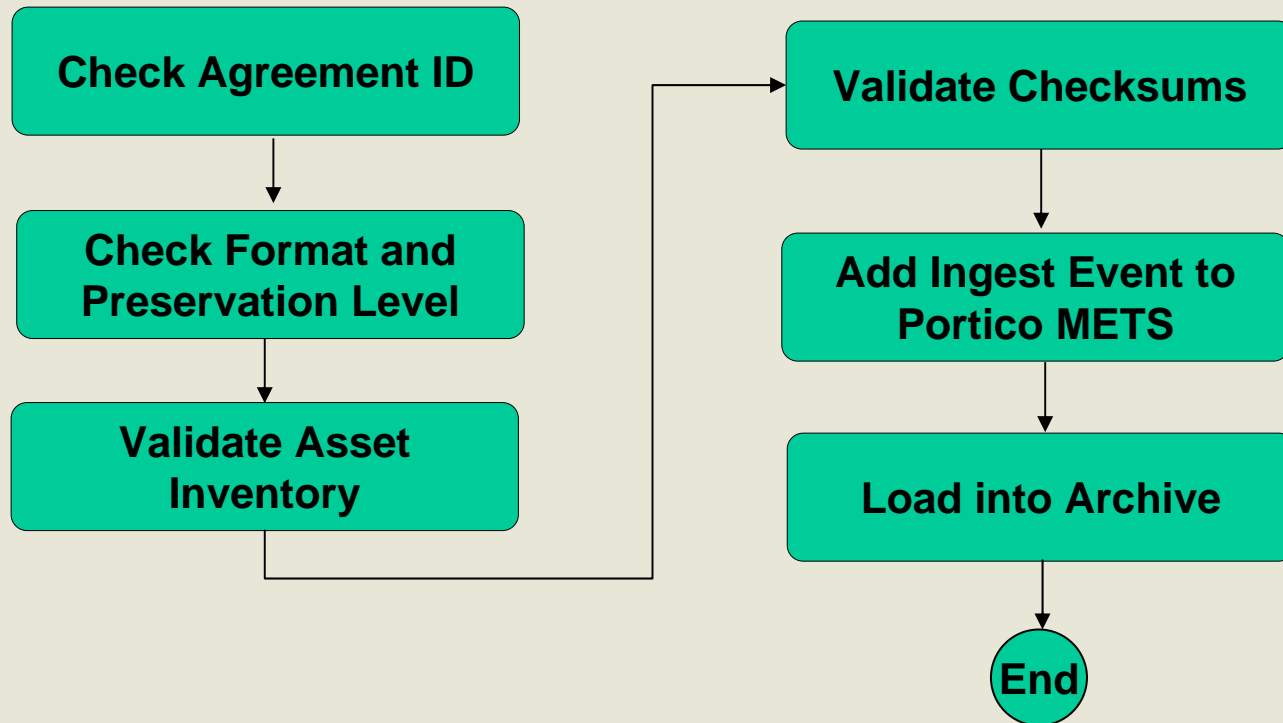 Check Agreement ID
Check Format and
Preservation Level
Validate Asset
Inventory
Validate Checksums
Add Ingest Event to
Portico METS
Load into Archive
End